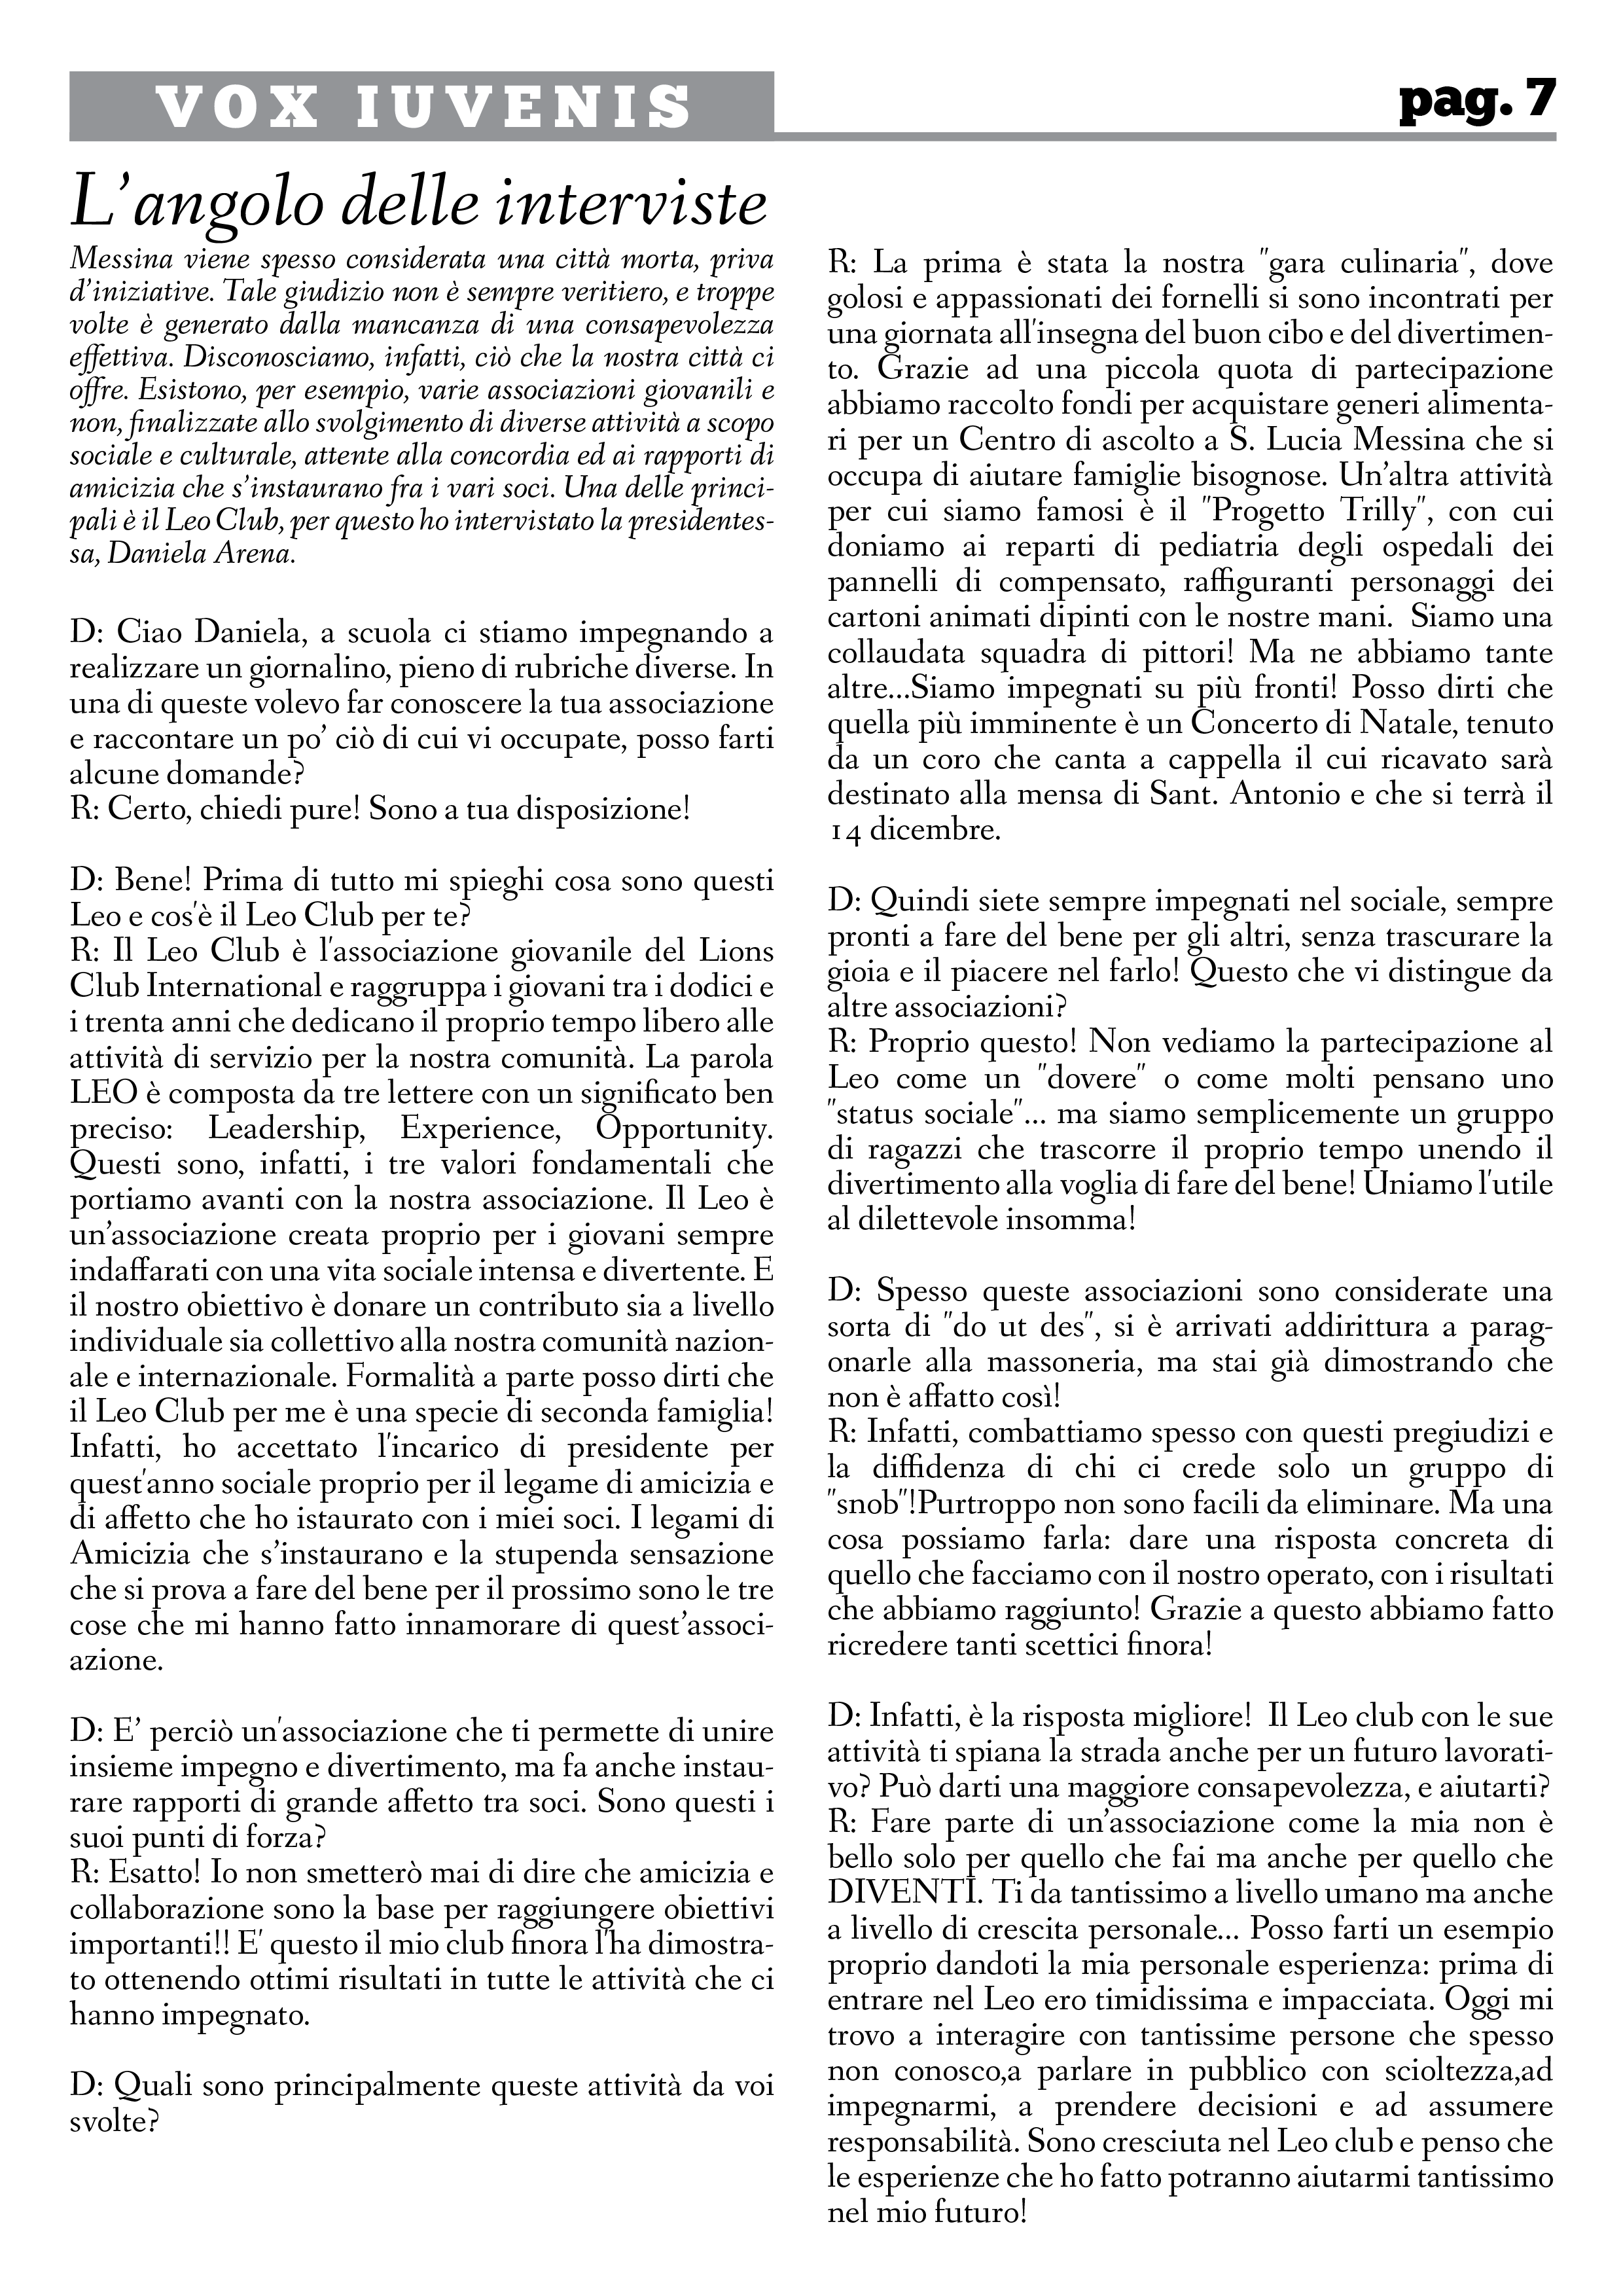 VOX IUVENIS
pag. 7
L'angolo delle interviste
Messina viene spesso considerata una città morta, priva
d'iniziative. Tale giudizio non è sempre veritiero, e troppe
volte è generato dalla mancanza di una consapevolezza
effettiva. Disconosciamo, infatti, ciò che la nostra città ci
offre. Esistono, per esempio, varie associazioni giovanili e
non, finalizzate allo svolgimento di diverse attività a scopo
sociale e culturale, attente alla concordia ed ai rapporti di
amicizia che s'instaurano fra i vari soci. Una delle princi-
pali è il Leo Club, per questo ho intervistato la presidentes-
sa, Daniela Arena.
D: Ciao Daniela, a scuola ci stiamo impegnando a
realizzare un giornalino, pieno di rubriche diverse. In
una di queste volevo far conoscere la tua associazione
e raccontare un po' ciò di cui vi occupate, posso farti
alcune domande?
R: Certo, chiedi pure! Sono a tua disposizione!
D: Bene! Prima di tutto mi spieghi cosa sono questi
Leo e cos'è il Leo Club per te?
R: Il Leo Club è l'associazione giovanile del Lions
Club International e raggruppa i giovani tra i dodici e
i trenta anni che dedicano il proprio tempo libero alle
attività di servizio per la nostra comunità. La parola
LEO è composta da tre lettere con un significato ben
preciso: Leadership, Experience, Opportunity.
Questi sono, infatti, i tre valori fondamentali che
portiamo avanti con la nostra associazione. Il Leo è
un'associazione creata proprio per i giovani sempre
indaffarati con una vita sociale intensa e divertente. E
il nostro obiettivo è donare un contributo sia a livello
individuale sia collettivo alla nostra comunità nazion-
ale e internazionale. Formalità a parte posso dirti che
il Leo Club per me è una specie di seconda famiglia!
Infatti, ho accettato l'incarico di presidente per
quest'anno sociale proprio per il legame di amicizia e
di affetto che ho istaurato con i miei soci. I legami di
Amicizia che s'instaurano e la stupenda sensazione
che si prova a fare del bene per il prossimo sono le tre
cose che mi hanno fatto innamorare di quest'associ-
azione.
D: E' perciò un'associazione che ti permette di unire
insieme impegno e divertimento, ma fa anche instau-
rare rapporti di grande affetto tra soci. Sono questi i
suoi punti di forza?
R: Esatto! Io non smetterò mai di dire che amicizia e
collaborazione sono la base per raggiungere obiettivi
importanti!! E' questo il mio club finora l'ha dimostra-
to ottenendo ottimi risultati in tutte le attività che ci
hanno impegnato.
D: Quali sono principalmente queste attività da voi
svolte?
R: La prima è stata la nostra "gara culinaria", dove
golosi e appassionati dei fornelli si sono incontrati per
una giornata all'insegna del buon cibo e del divertimen-
to. Grazie ad una piccola quota di partecipazione
abbiamo raccolto fondi per acquistare generi alimenta-
ri per un Centro di ascolto a S. Lucia Messina che si
occupa di aiutare famiglie bisognose. Un'altra attività
per cui siamo famosi è il "Progetto Trilly", con cui
doniamo ai reparti di pediatria degli ospedali dei
pannelli di compensato, raffiguranti personaggi dei
cartoni animati dipinti con le nostre mani. Siamo una
collaudata squadra di pittori! Ma ne abbiamo tante
altre...Siamo impegnati su più fronti! Posso dirti che
quella più imminente è un Concerto di Natale, tenuto
da un coro che canta a cappella il cui ricavato sarà
destinato alla mensa di Sant. Antonio e che si terrà il
14 dicembre.
D: Quindi siete sempre impegnati nel sociale, sempre
pronti a fare del bene per gli altri, senza trascurare la
gioia e il piacere nel farlo! Questo che vi distingue da
altre associazioni?
R: Proprio questo! Non vediamo la partecipazione al
Leo come un "dovere" o come molti pensano uno
"status sociale"... ma siamo semplicemente un gruppo
di ragazzi che trascorre il proprio tempo unendo il
divertimento alla voglia di fare del bene! Uniamo l'utile
al dilettevole insomma!
D: Spesso queste associazioni sono considerate una
sorta di "do ut des", si è arrivati addirittura a parag-
onarle alla massoneria, ma stai già dimostrando che
non è affatto così!
R: Infatti, combattiamo spesso con questi pregiudizi e
la diffidenza di chi ci crede solo un gruppo di
"snob"!Purtroppo non sono facili da eliminare. Ma una
cosa possiamo farla: dare una risposta concreta di
quello che facciamo con il nostro operato, con i risultati
che abbiamo raggiunto! Grazie a questo abbiamo fatto
ricredere tanti scettici finora!
D: Infatti, è la risposta migliore! Il Leo club con le sue
attività ti spiana la strada anche per un futuro lavorati-
vo? Può darti una maggiore consapevolezza, e aiutarti?
R: Fare parte di un'associazione come la mia non è
bello solo per quello che fai ma anche per quello che
DIVENTI. Ti da tantissimo a livello umano ma anche
a livello di crescita personale... Posso farti un esempio
proprio dandoti la mia personale esperienza: prima di
entrare nel Leo ero timidissima e impacciata. Oggi mi
trovo a interagire con tantissime persone che spesso
non conosco,a parlare in pubblico con scioltezza,ad
impegnarmi, a prendere decisioni e ad assumere
responsabilità. Sono cresciuta nel Leo club e penso che
le esperienze che ho fatto potranno aiutarmi tantissimo
nel mio futuro!